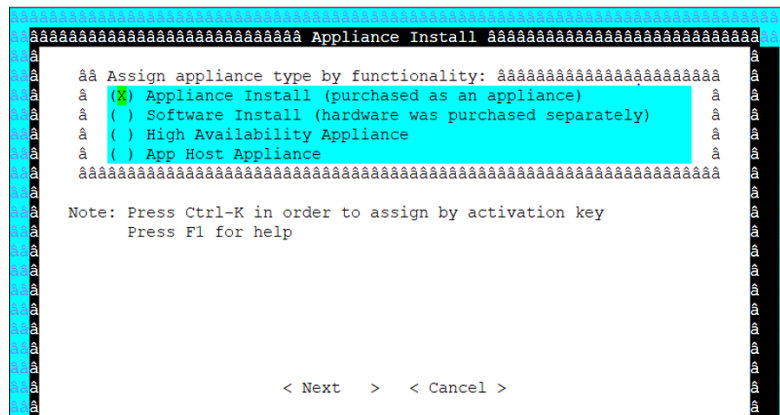 Appliance Install
Assign appliance type by functionality:
(X) Appliance Install (purchased as an appliance)
( ) Software Install (hardware was purchased separately)
( ) High Availability Appliance
( ) App Host Appliance
Note: Press Ctrl-K in order to assign by activation key
Press F1 for help
< Next > < Cancel >